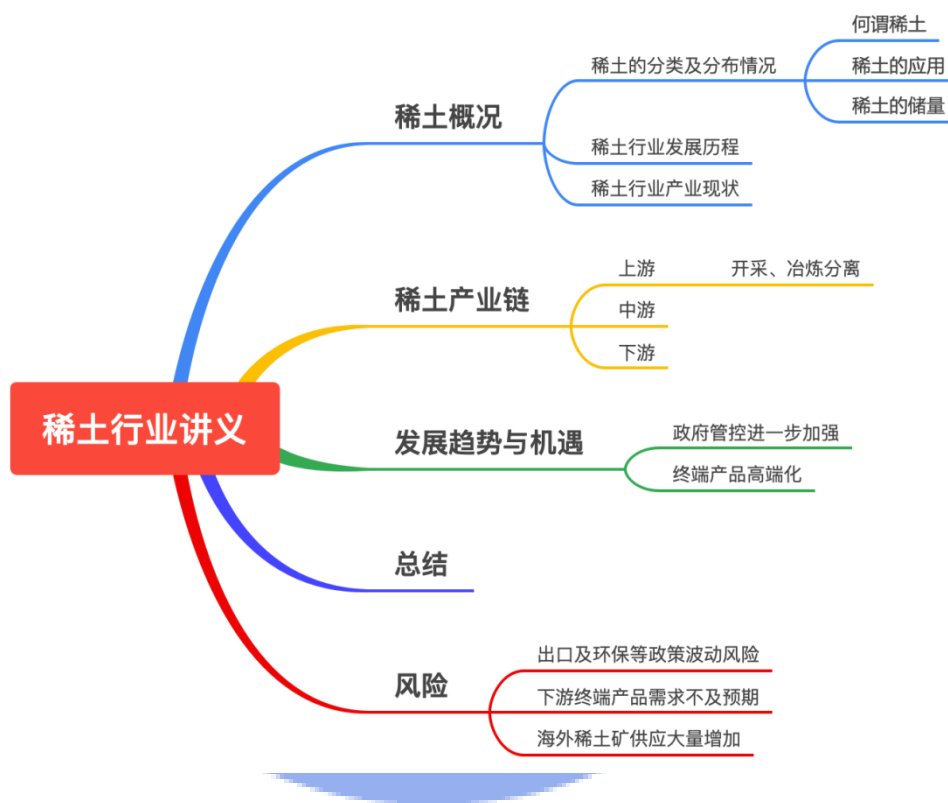 稀土行业讲义
稀土概况
稀土的分类及分布情况
何谓稀土
稀土的应用
稀土的储量
稀土行业发展历程
稀土行业产业现状
稀土产业链
上游
开采、冶炼分离
中游
下游
发展趋势与机遇
政府管控进一步加强
终端产品高端化
总结
风险
出口及环保等政策波动风险
下游终端产品需求不及预期
海外稀土矿供应大量增加